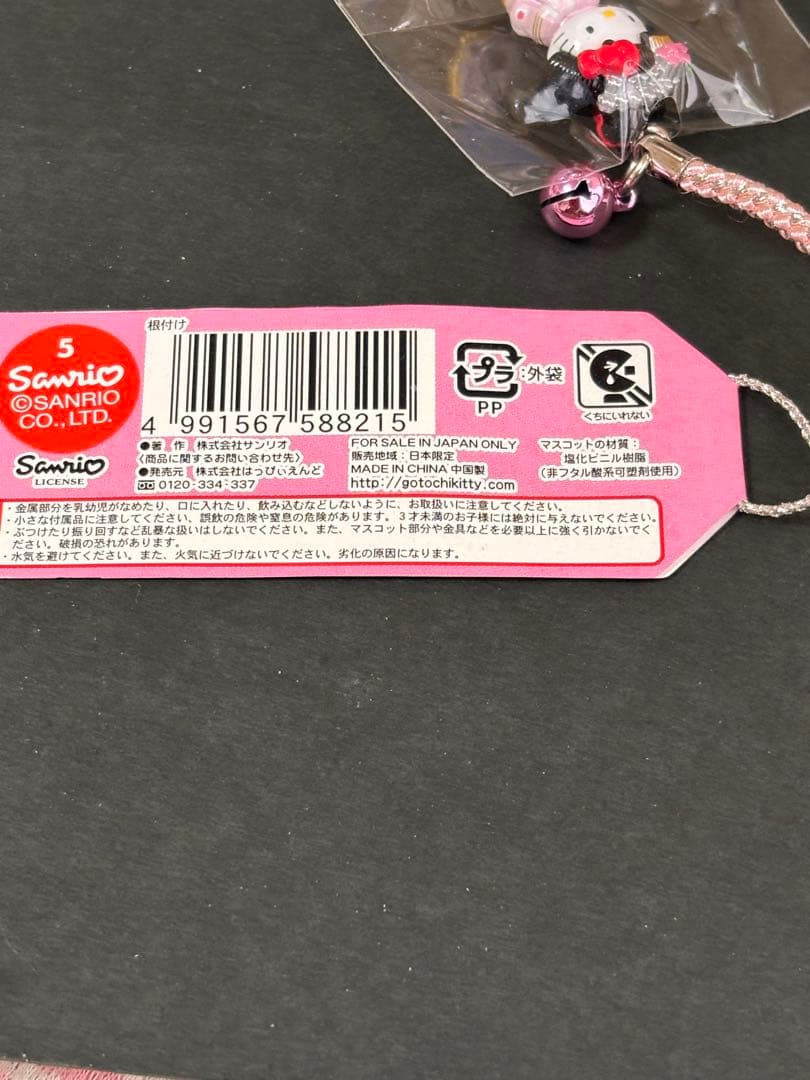 根付け
5
Sanrio
©SANRIO
CO., LTD.
Sanrio
LICENSE
4 991567 588215
プラ:外袋
PP
くちにいれない
●著 作 株式会社サンリオ
〈商品に関するお問い合わせ先〉
●発売元 株式会社はっぴぃえんど
0120-334-337
FOR SALE IN JAPAN ONLY
販売地域:日本限定
MADE IN CHINA 中国製
http://gotochikitty.com
マスコットの材質:
塩化ビニル樹脂
(非フタル酸系可塑剤使用)
・金属部分を乳幼児がなめたり、口に入れたり、飲み込むなどしないように、お取扱いに注意してください。
・小さな付属品に注意してください、誤飲の危険や窒息の危険があります。3才未満のお子様には絶対に与えないでください。
・ぶつけたり振り回すなど乱暴な扱いはしないでください。また、マスコット部分や金具などを必要以上に強く引かないでく
ださい。破損の恐れがあります。
・水気を避けてください。また、火気に近づけないでください。劣化の原因になります。